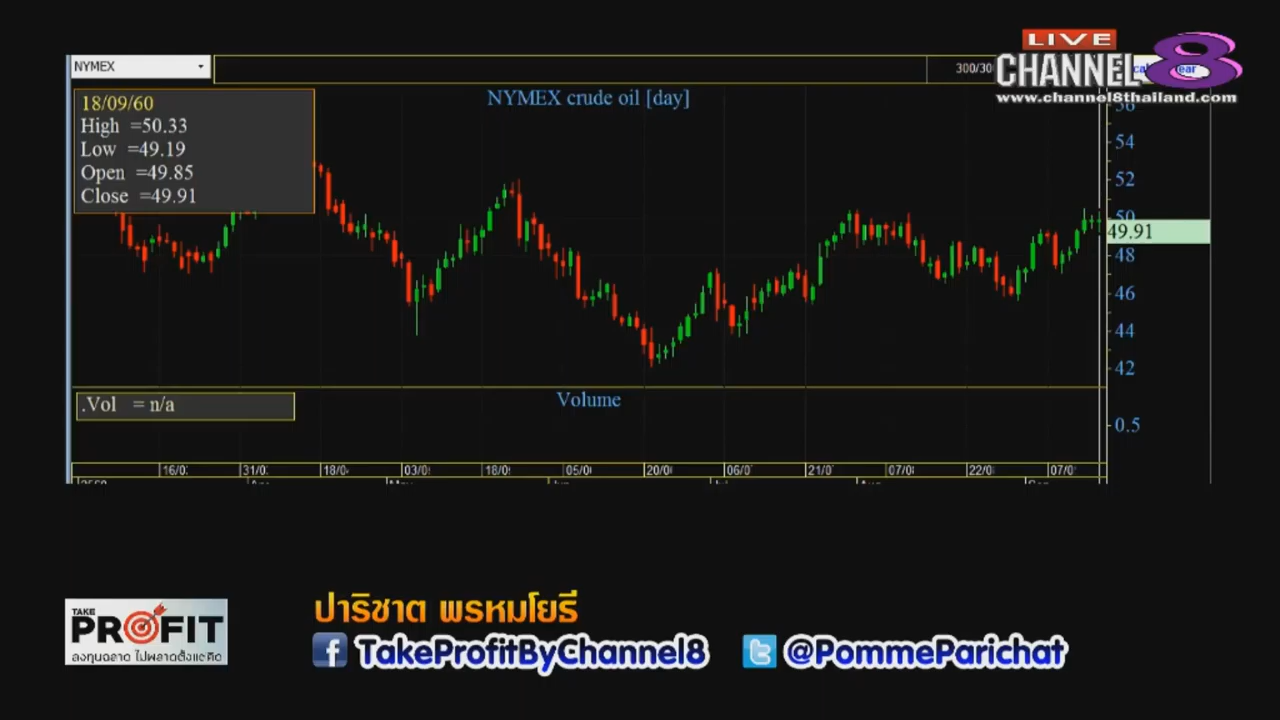 LIVE
CHANNEL 8
www.channel8thailand.com
NYMEX
300/30
NYMEX crude oil [day]
18/09/60
High =50.33
Low =49.19
Open =49.85
Close =49.91
56
54
52
50
49.91
48
46
44
42
.Vol = n/a
Volume
0.5
16/0
31/0
18/0
03/0
18/0
05/0
20/0
06/0
21/0
07/0
22/0
07/0
TAKE
PROFIT
ลงทุนฉลาด ไม่พลาดตั้งแต่คิด
ปาริชาต พรหมโยธี
TakeProfitByChannel8
@PommeParichat